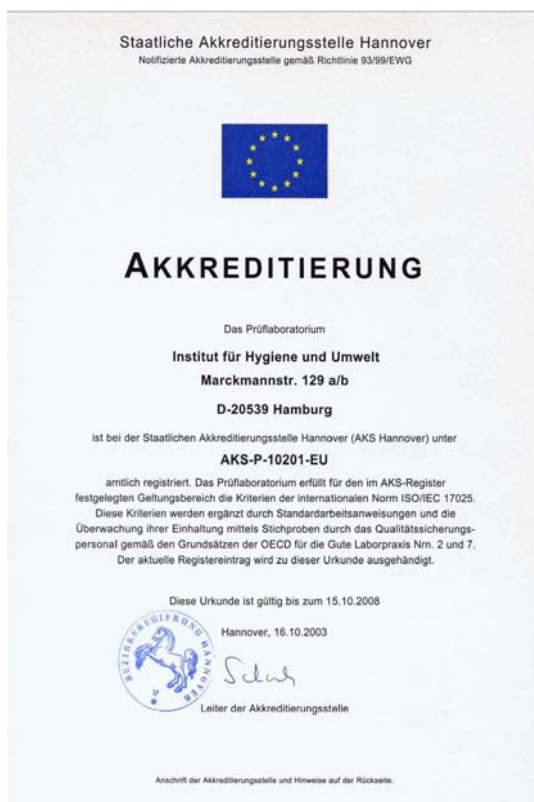 Staatliche Akkreditierungsstelle Hannover
Notifizierte Akkreditierungsstelle gemäß Richtlinie 93/99/EWG
AKKREDITIERUNG
Das Prüflaboratorium
Institut für Hygiene und Umwelt
Marckmannstr. 129 a/b
D-20539 Hamburg
ist bei der Staatlichen Akkreditierungsstelle Hannover (AKS Hannover) unter
AKS-P-10201-EU
amtlich registriert. Das Prüflaboratorium erfüllt für den im AKS-Register
festgelegten Geltungsbereich die Kriterien der internationalen Norm ISO/IEC 17025.
Diese Kriterien werden ergänzt durch Standardarbeitsanweisungen und die
Überwachung ihrer Einhaltung mittels Stichproben durch das Qualitätssicherungs-
personal gemäß den Grundsätzen der OECD für die Gute Laborpraxis Nrn. 2 und 7.
Der aktuelle Registereintrag wird zu dieser Urkunde ausgehändigt.
Diese Urkunde ist gültig bis zum 15.10.2008
Hannover, 16.10.2003
BEZIRKSREGIERUNG HANNOVER
Leiter der Akkreditierungsstelle
Anschrift der Akkreditierungsstelle und Hinweise auf der Rückseite.